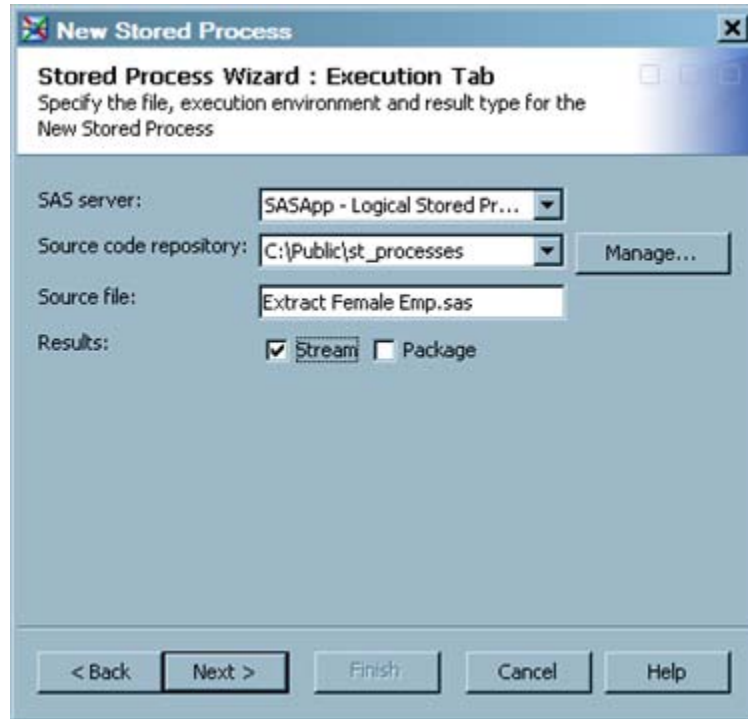 New Stored Process
Stored Process Wizard : Execution Tab
Specify the file, execution environment and result type for the
New Stored Process
SAS server:
SASApp - Logical Stored Pr...
Source code repository:
C:\Public\st_processes
Manage...
Source file:
Extract Female Emp.sas
Results:
Stream
Package
< Back
Next >
Finish
Cancel
Help